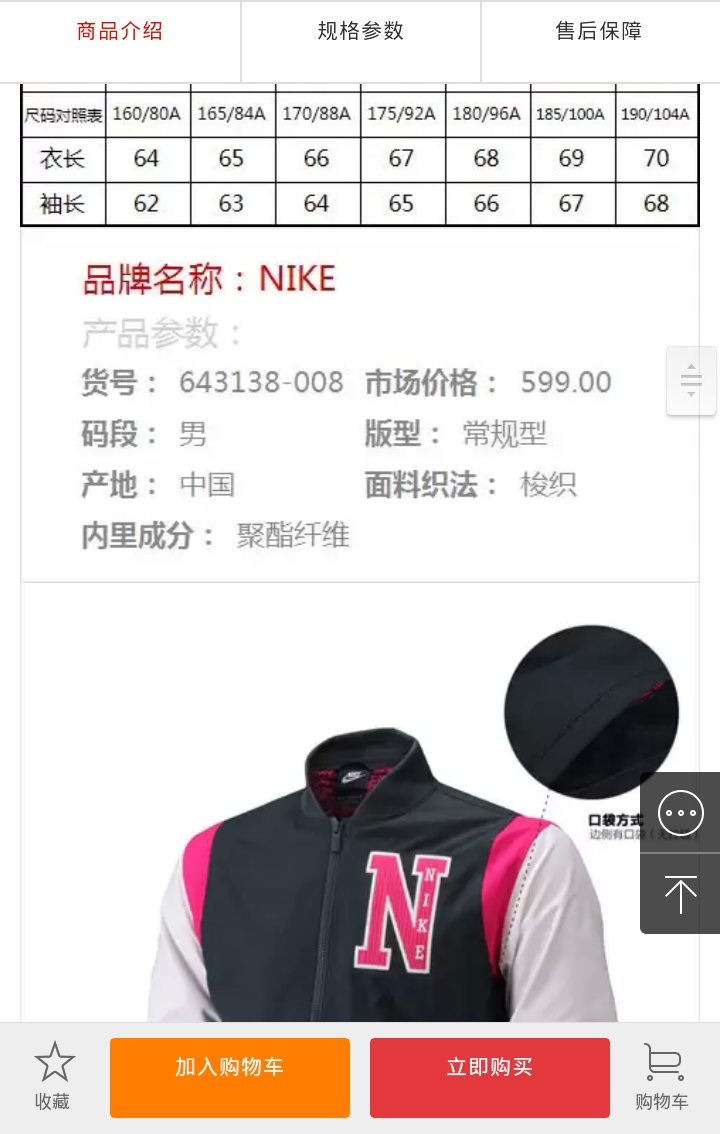 商品介绍 规格参数 售后保障
尺码对照表 160/80A 165/84A 170/88A 175/92A 180/96A 185/100A 190/104A
衣长 64 65 66 67 68 69 70
袖长 62 63 64 65 66 67 68
品牌名称：NIKE
产品参数：
货号： 643138-008 市场价格： 599.00
码段： 男 版型： 常规型
产地： 中国 面料织法： 梭织
内里成分： 聚酯纤维
口袋方式
边侧有口袋
N
NIKE
加入购物车 立即购买
收藏 购物车